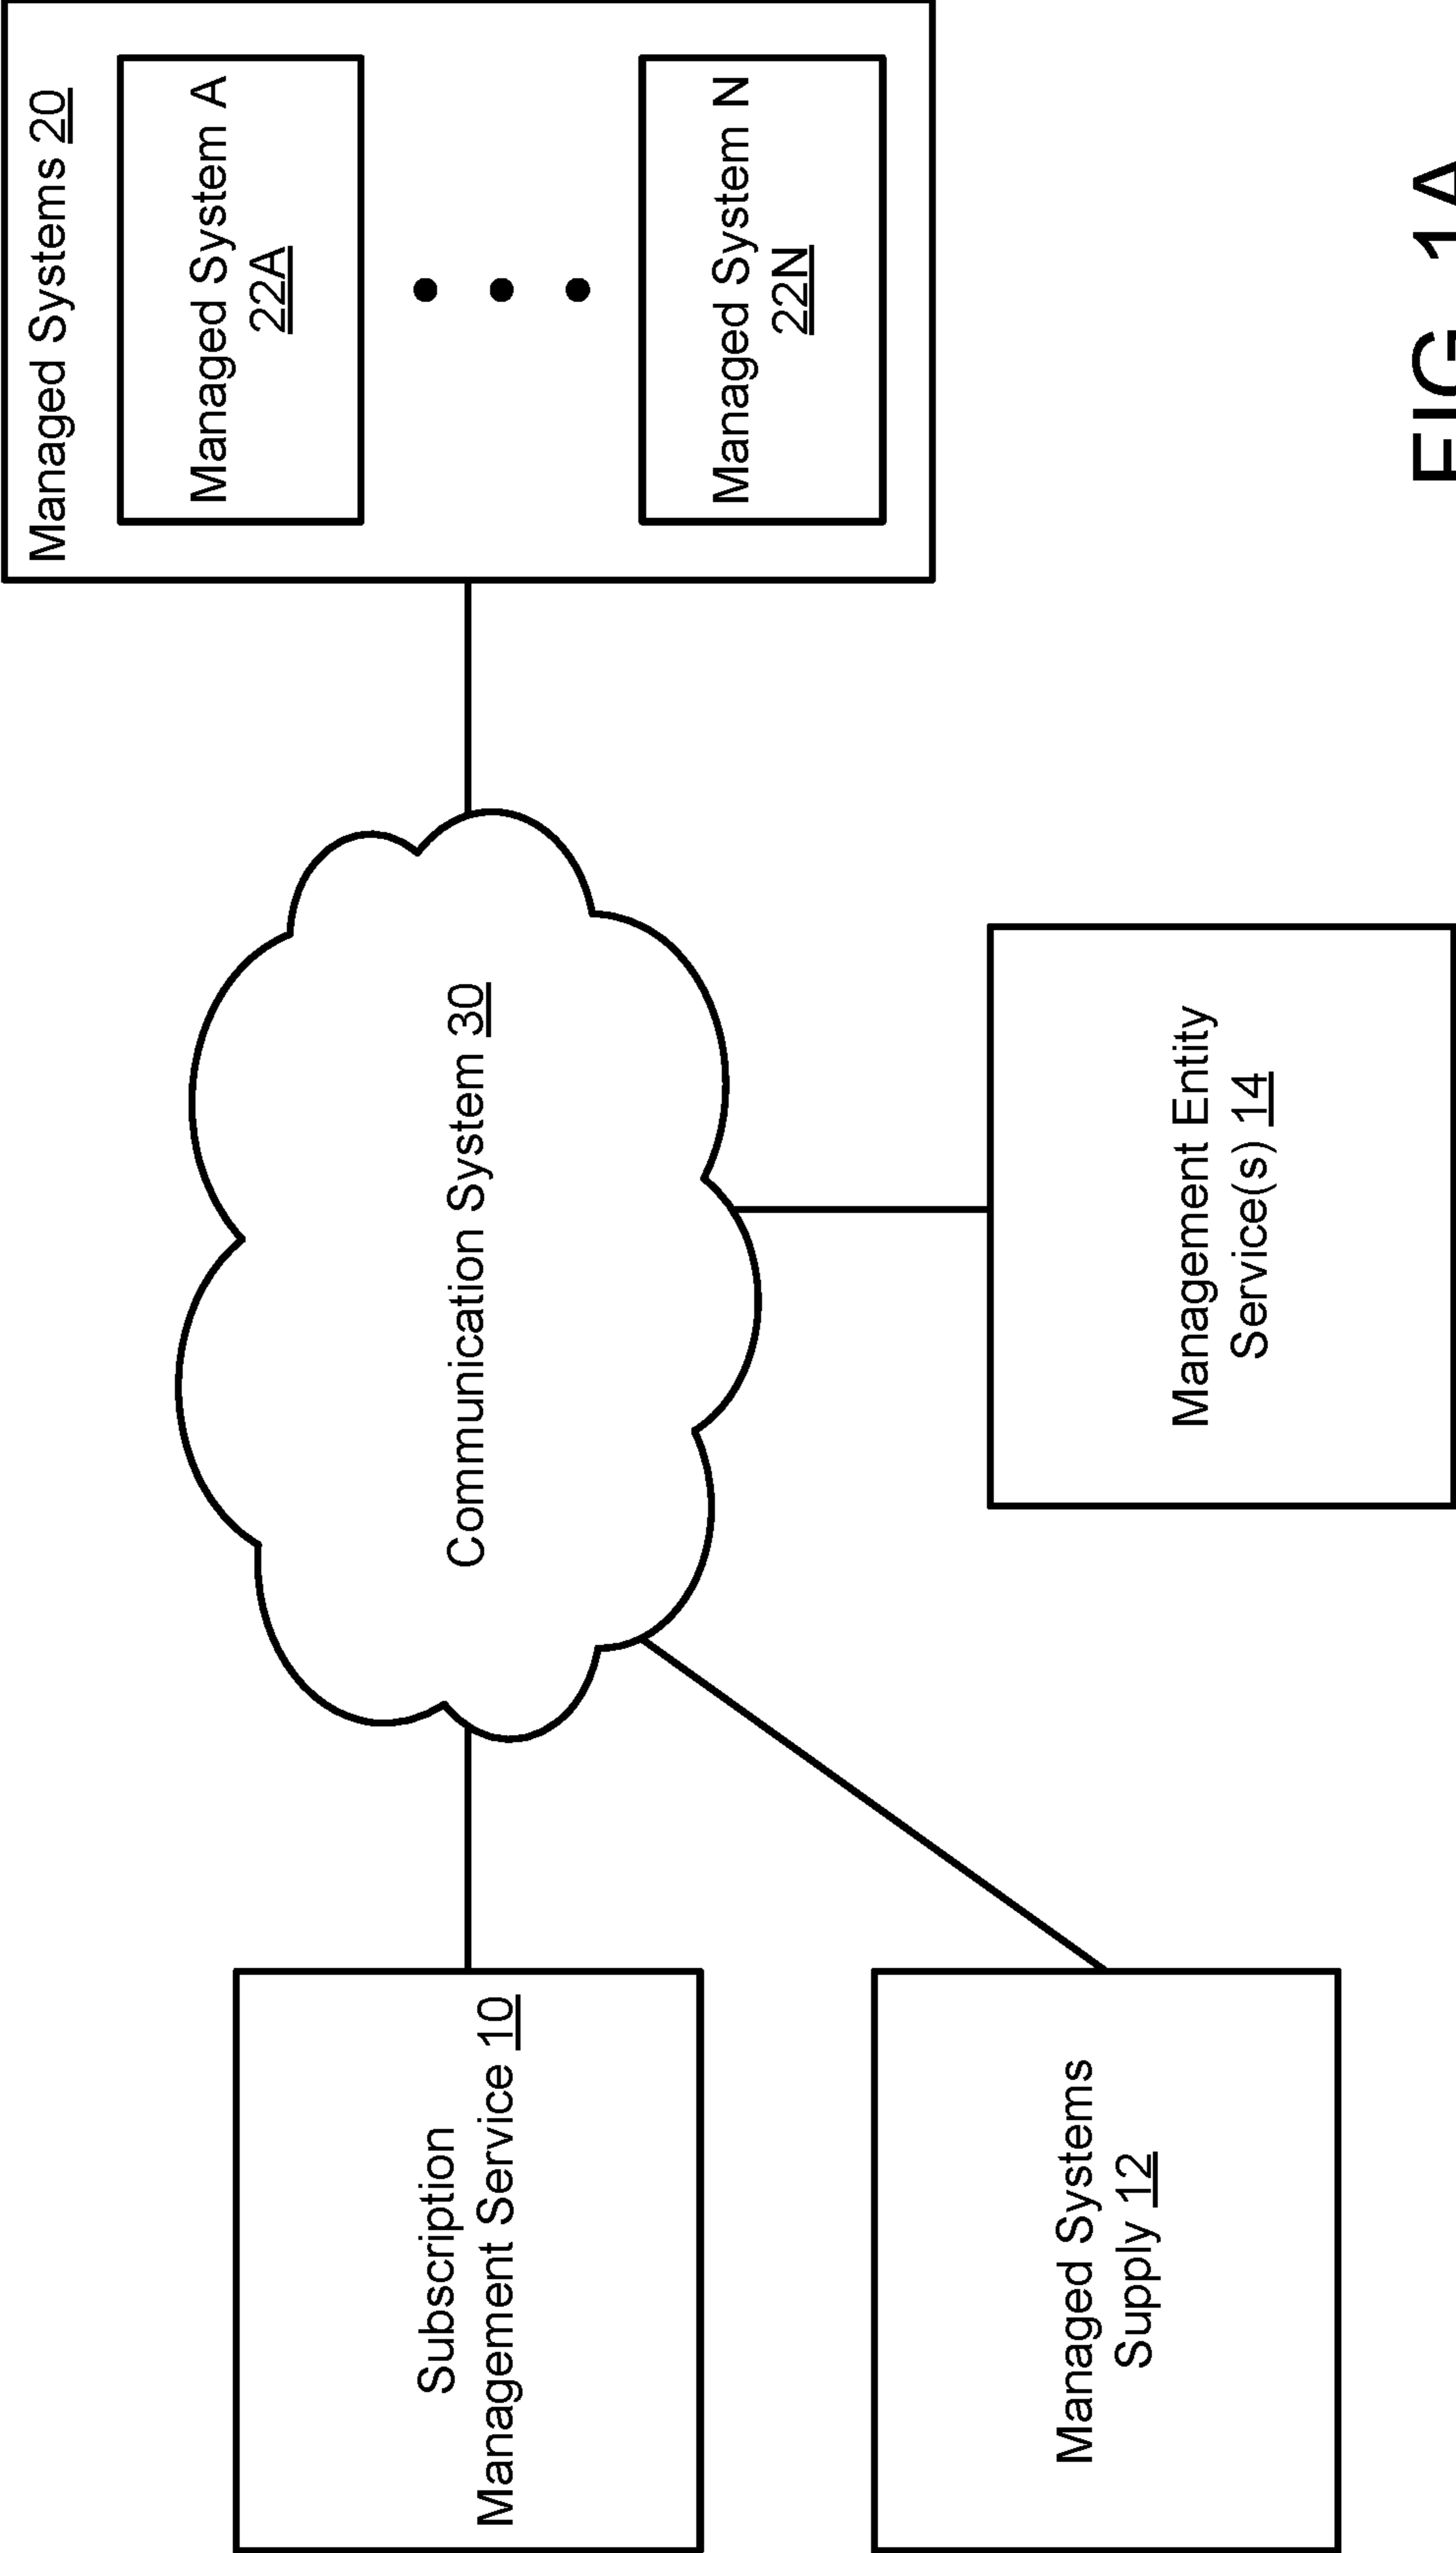 Managed Systems 20
Managed System A
22A
Managed System N
22N
Communication System 30
Subscription
Management Service 10
Managed Systems
Supply 12
Management Entity
Service(s) 14
FIG. 1A